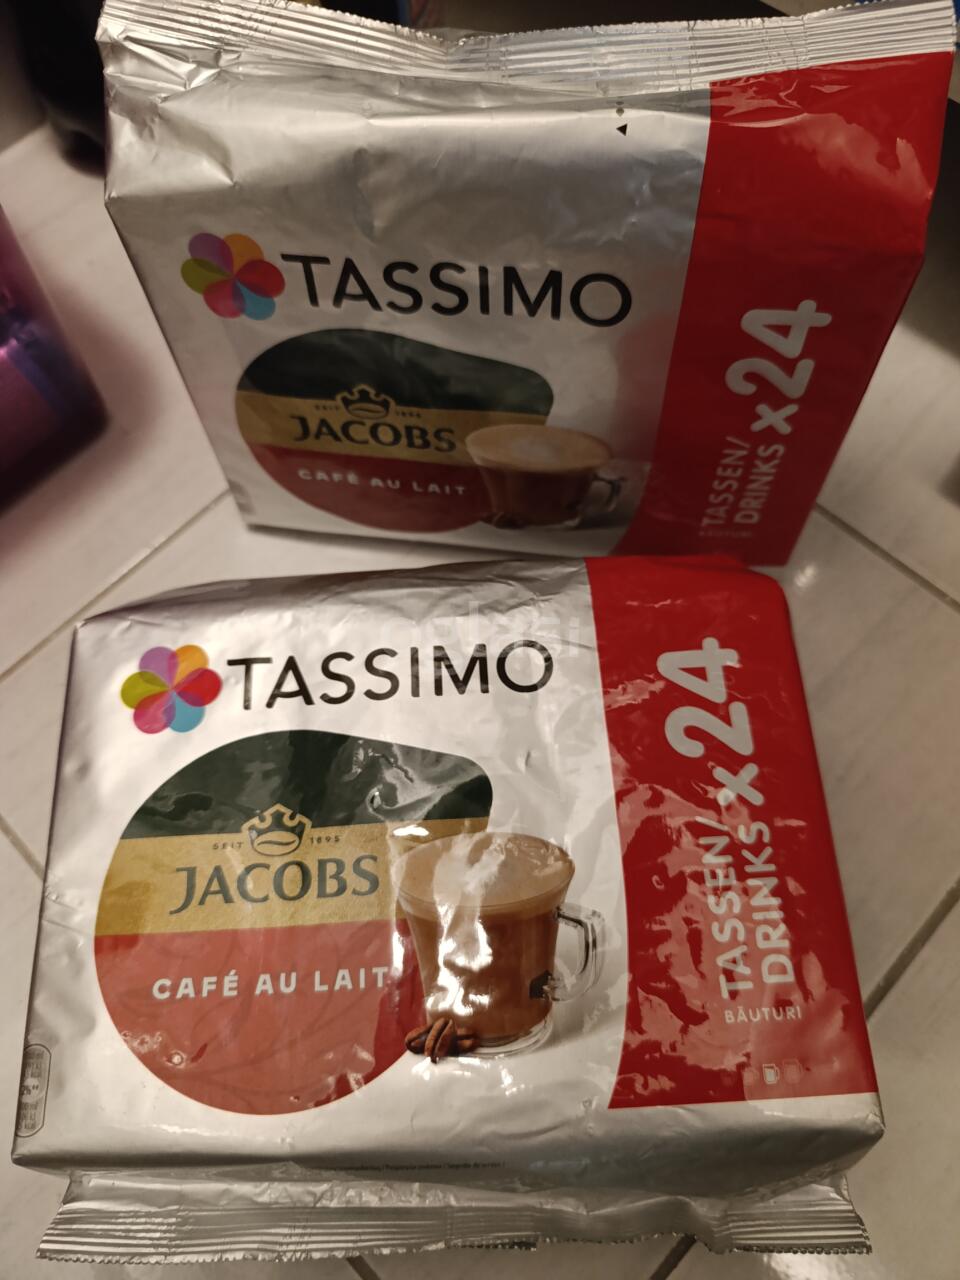 TASSIMO
SEIT 1895
JACOBS
CAFÉ AU LAIT
TASSEN/
DRINKS x24
BĂUTURI
TASSIMO
SEIT 1895
JACOBS
CAFÉ AU LAIT
TASSEN/
DRINKS x24
BĂUTURI